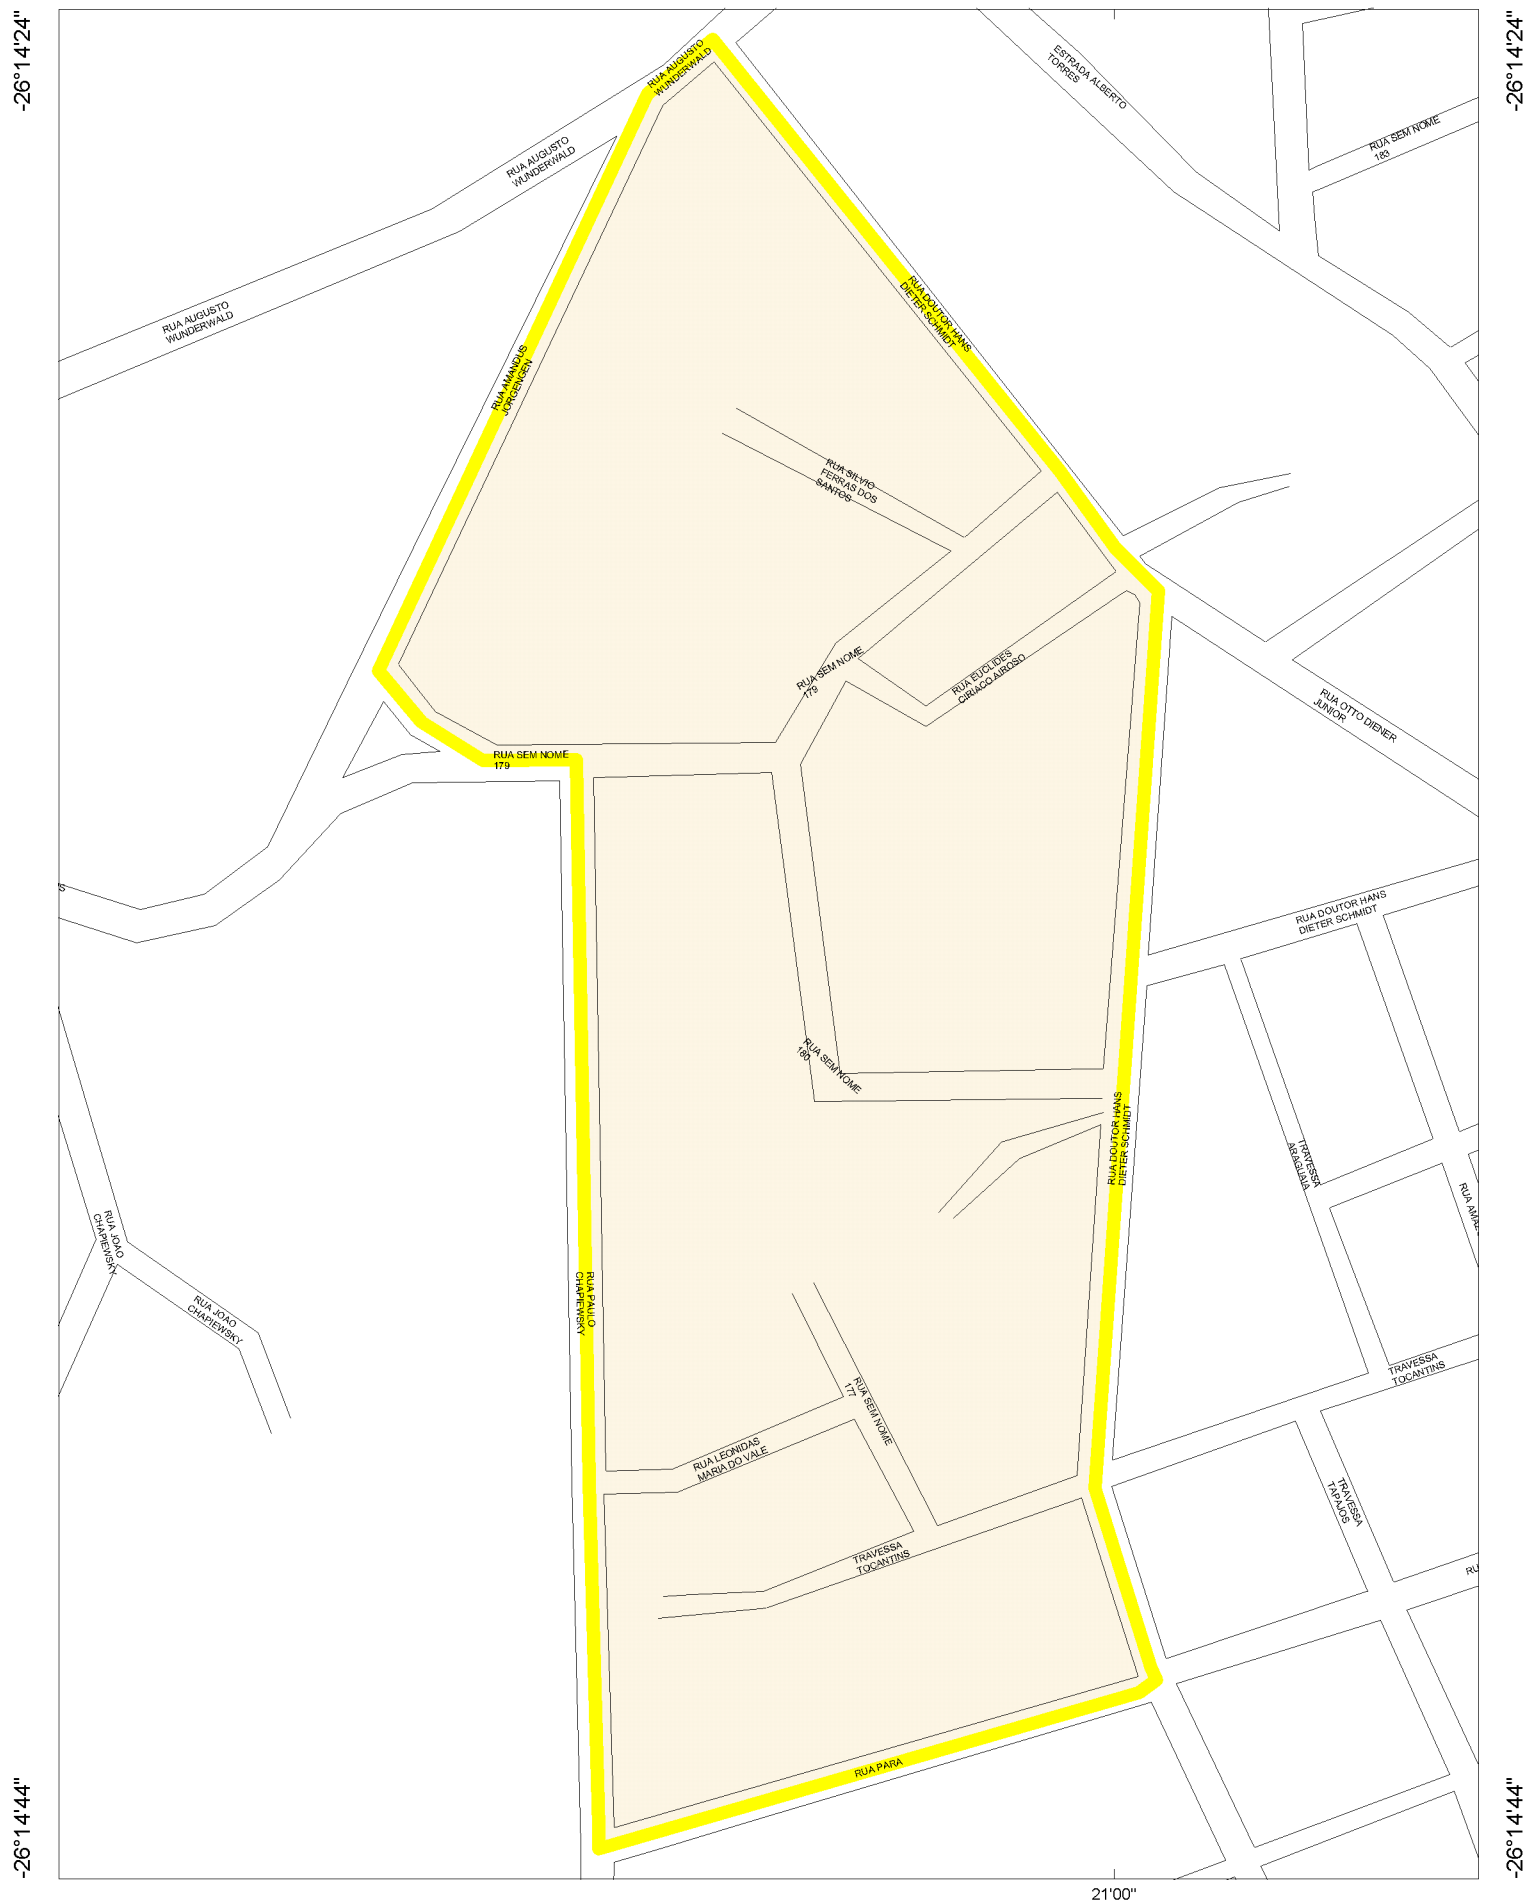 -26°14'24"
-26°14'24"
RUA AUGUSTO
WUNDERWALD
ESTRADA ALBERTO
TORRES
RUA SEM NOME
183
RUA AUGUSTO
WUNDERWALD
RUA AUGUSTO
WUNDERWALD
RUA DOUTOR HANS
DIETER SCHMIDT
RUA AMANDUS
JORGENGEN
RUA SILVIO
FERRAS DOS
SANTOS
RUA SEM NOME
179
RUA EUCLIDES
CIRIACO AIROSO
RUA OTTO DIENER
JUNIOR
RUA SEM NOME
179
'S
RUA DOUTOR HANS
DIETER SCHMIDT
RUA SEM NOME
180
RUA DOUTOR HANS
DIETER SCHMIDT
TRAVESSA
ARAGUAIA
RUA AMAZ
RUA JOAO
CHAPIEWSKY
RUA JOAO
CHAPIEWSKY
RUA PAULO
CHAPIEWSKY
TRAVESSA
TOCANTINS
RUA SEM NOME
177
RUA LEONIDAS
MARIA DO VALE
TRAVESSA
TAPAJOS
TRAVESSA
TOCANTINS
RU
RUA PARA
-26°14'44"
-26°14'44"
21'00"